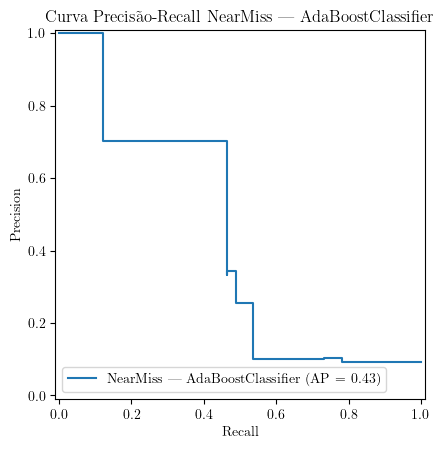 Curva Precisão-Recall NearMiss — AdaBoostClassifier
1.0
0.8
0.6
0.4
0.2
0.0
Precision
NearMiss — AdaBoostClassifier (AP = 0.43)
0.0 0.2 0.4 0.6 0.8 1.0
Recall